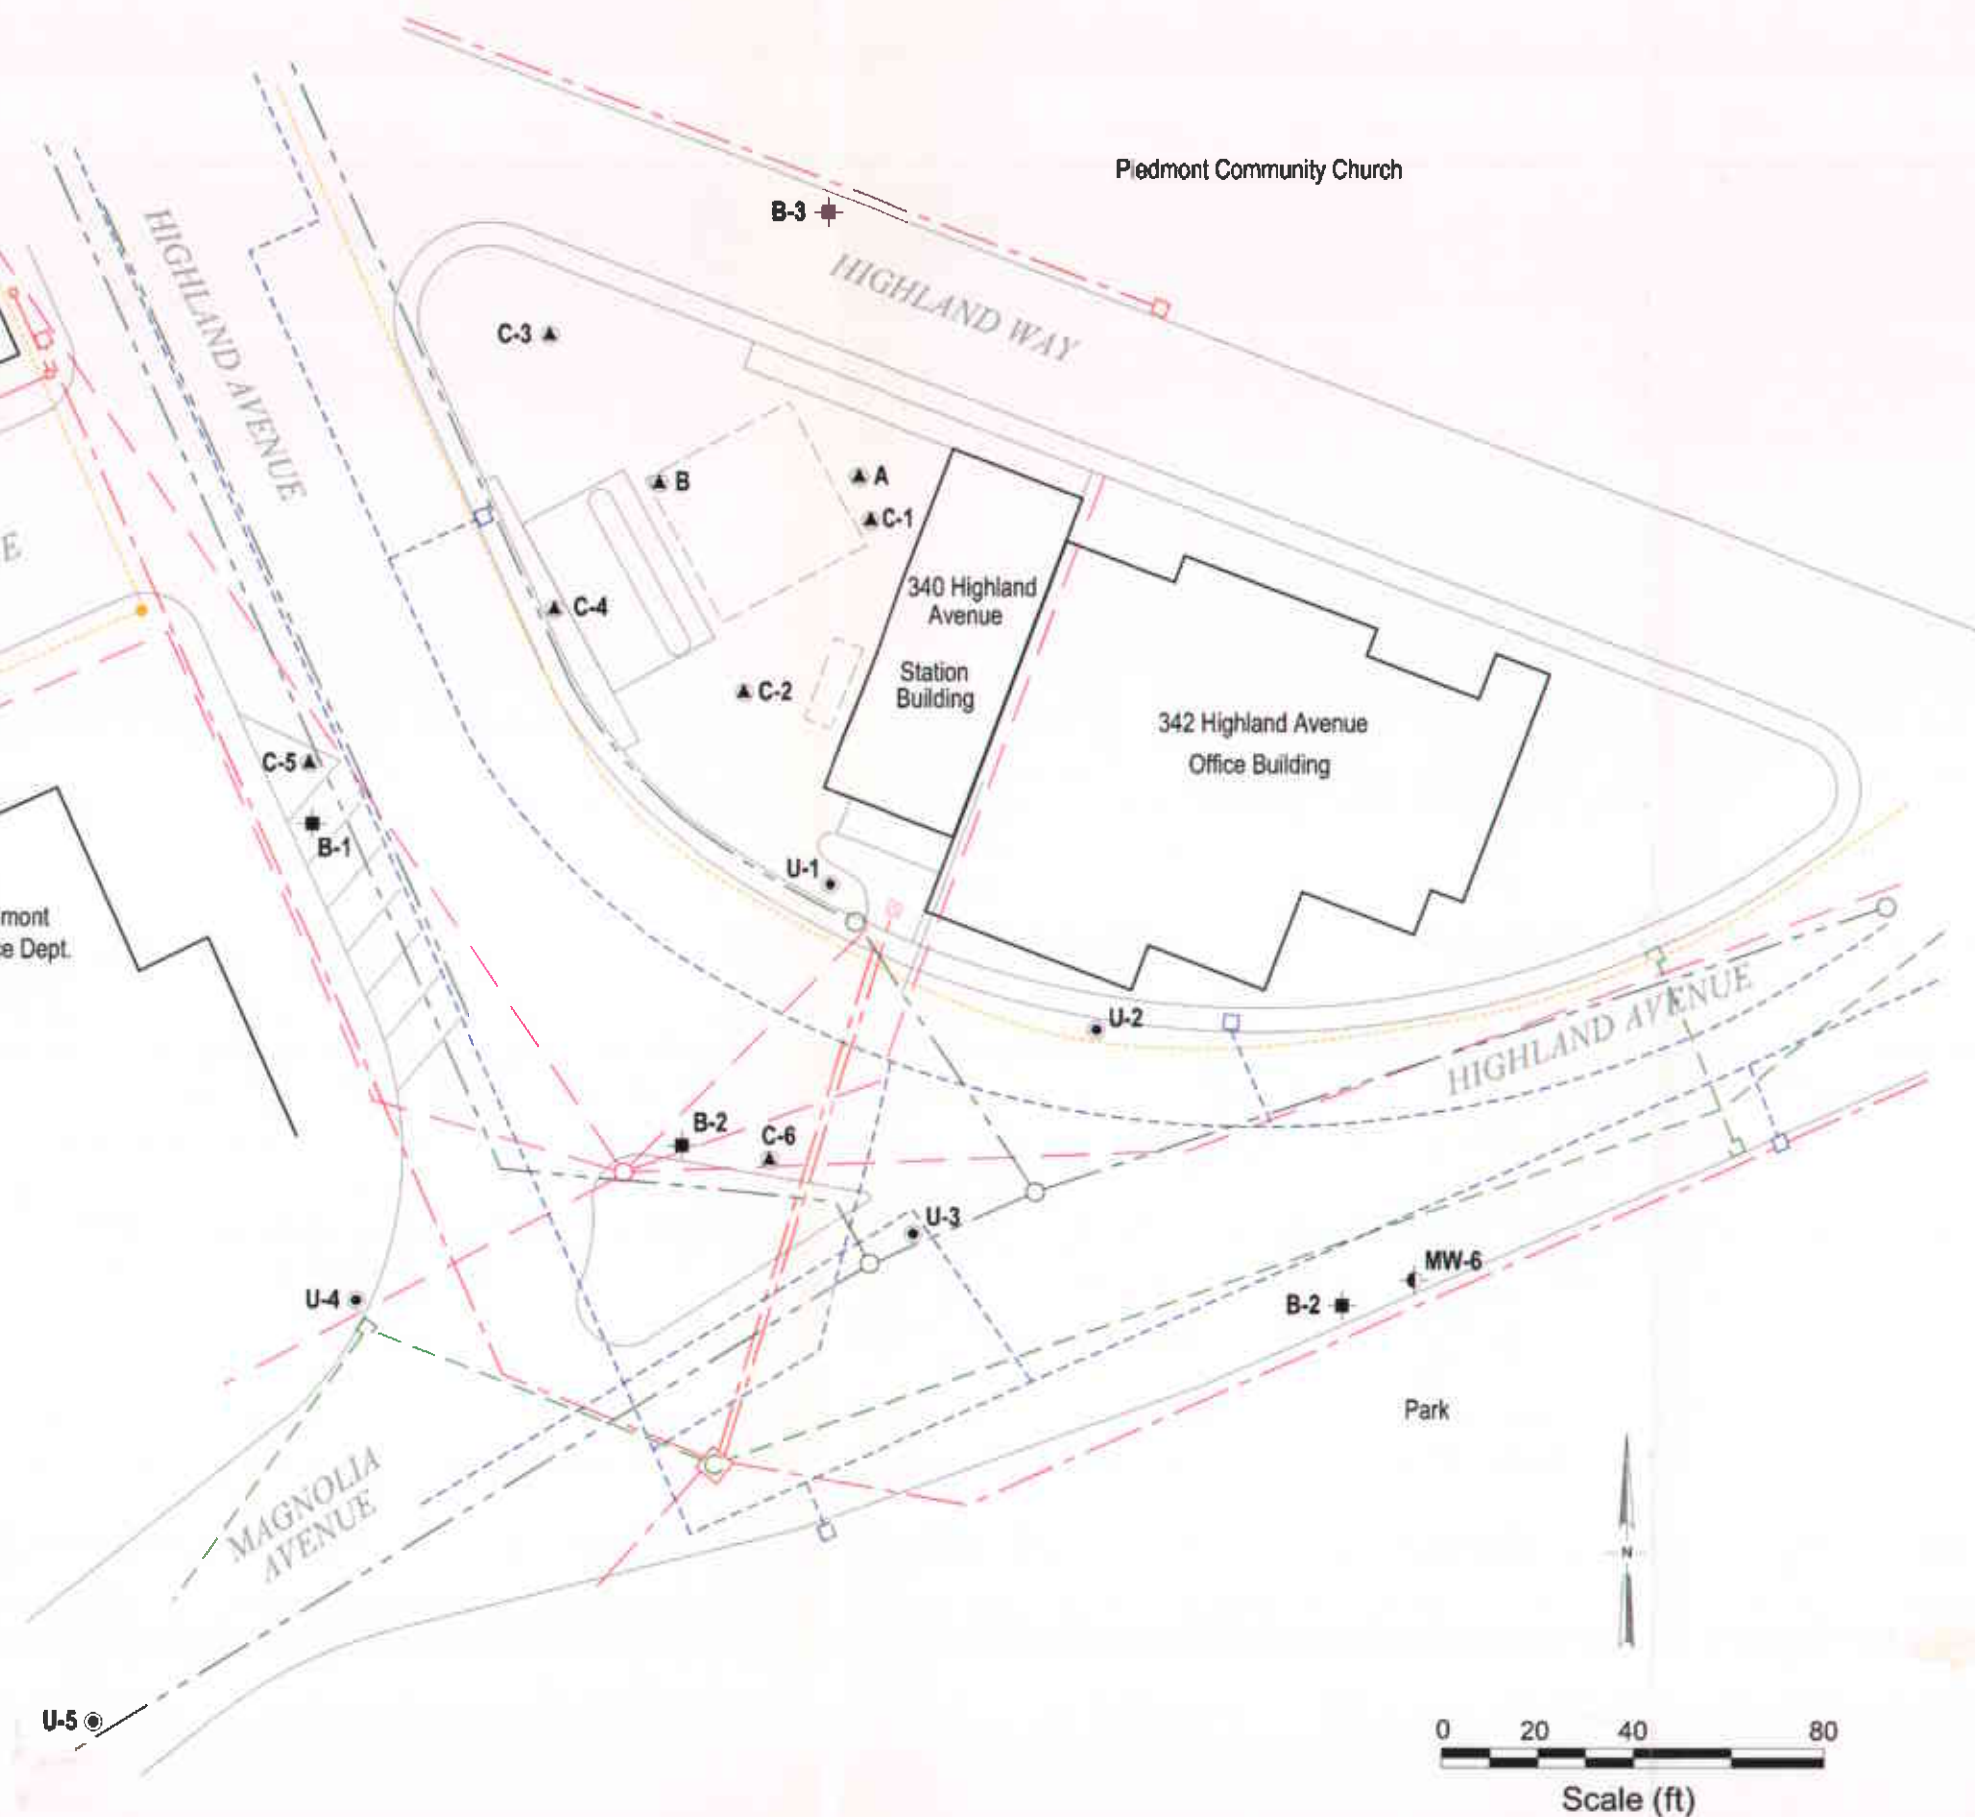 Piedmont Community Church
B-3
HIGHLAND WAY
HIGHLAND AVENUE
C-3
B
A
C-1
E
340 Highland
Avenue
Station
Building
C-4
C-2
342 Highland Avenue
Office Building
C-5
B-1
U-1
mont
ce Dept.
HIGHLAND AVENUE
U-2
B-2
C-6
U-3
MW-6
B-2
U-4
Park
MAGNOLIA
AVENUE
N
U-5
0 20 40 80
Scale (ft)